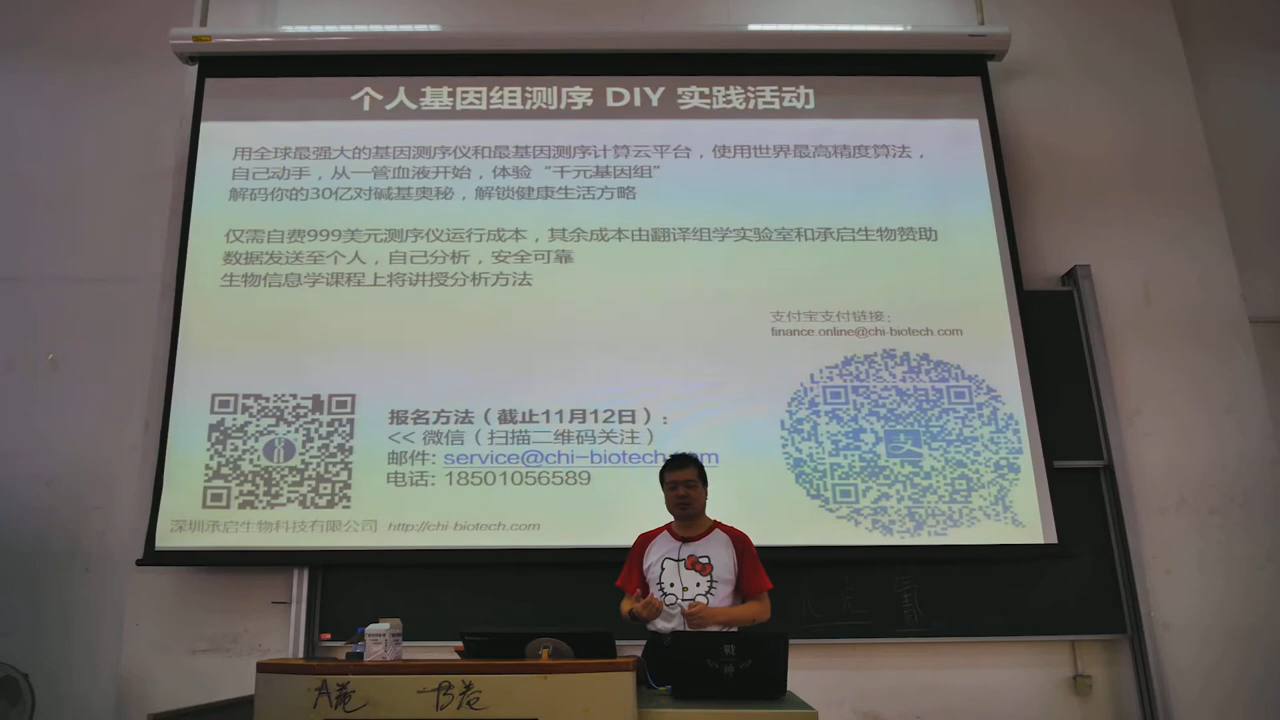 个人基因组测序 DIY 实践活动
用全球最强大的基因测序仪和最基因测序计算云平台，使用世界最高精度算法，
自己动手，从一管血液开始，体验“千元基因组”
解码你的30亿对碱基奥秘，解锁健康生活方略
仅需自费999美元测序仪运行成本，其余成本由翻译组学实验室和承启生物赞助
数据发送至个人，自己分析，安全可靠
生物信息学课程上将讲授分析方法
支付宝支付链接：
finance.online@chi-biotech.com
报名方法（截止11月12日）：
<< 微信（扫描二维码关注）
邮件: service@chi-biotech.com
电话: 18501056589
深圳承启生物科技有限公司 http://chi-biotech.com
支
A卷 B卷